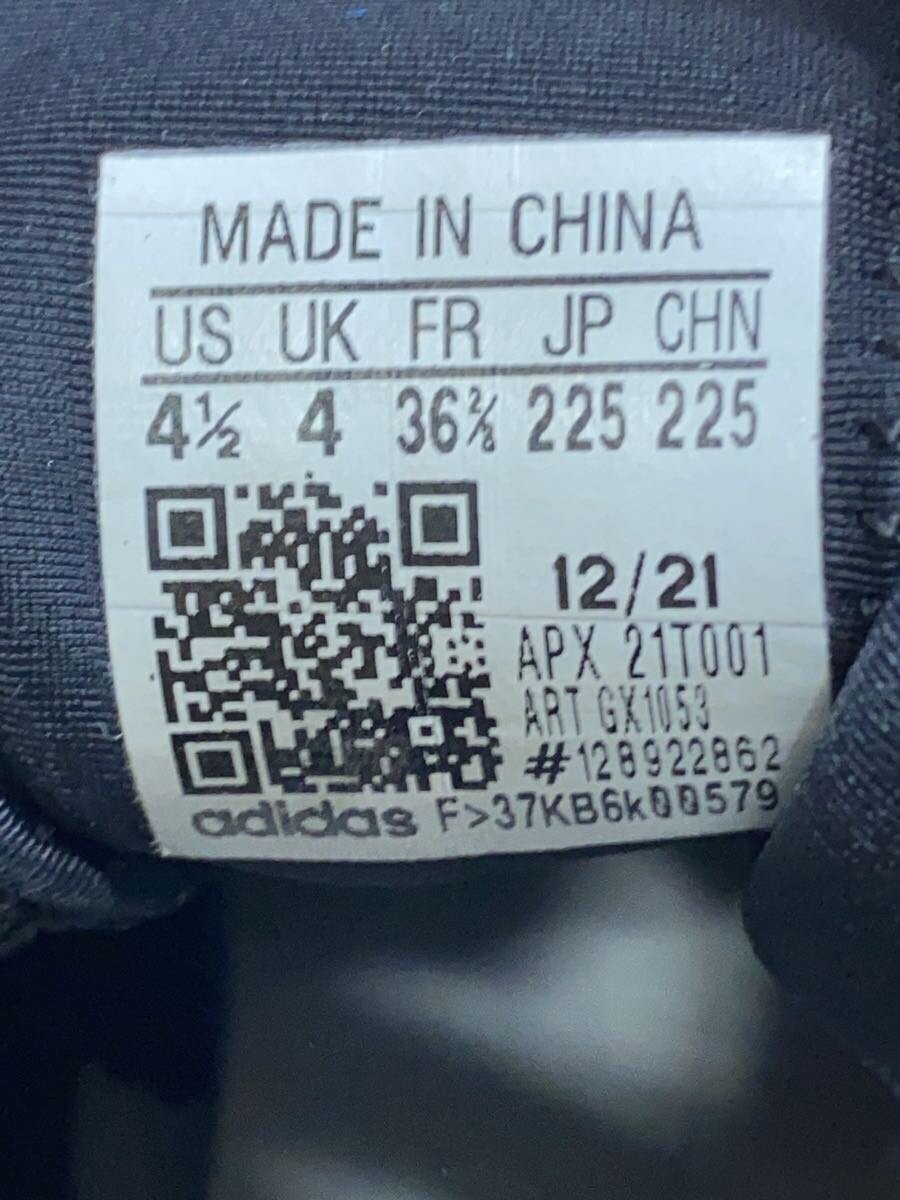 MADE IN CHINA
US UK FR JP CHN
4½ 4 36⅔ 225 225
12/21
APX 21T001
ART GX1053
#128922862
adidas F>37KB6k00579